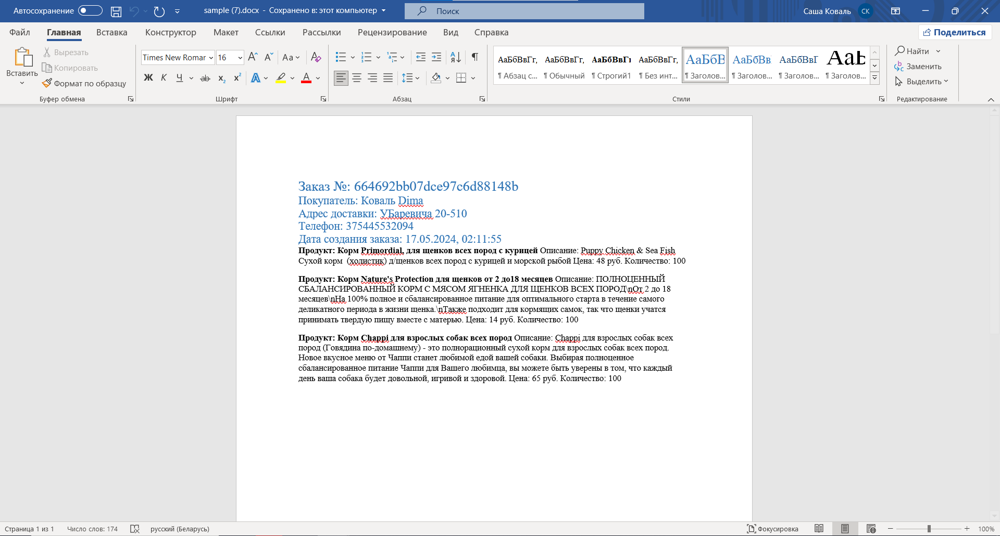 Автосохранение
sample (7).docx - Сохранено в: этот компьютер
Поиск
Саша Коваль СК
Файл Главная Вставка Конструктор Макет Ссылки Рассылки Рецензирование Вид Справка
Поделиться
Вставить
Вырезать
Копировать
Формат по образцу
Буфер обмена
Times New Romar 16 Aa
Ж К Ч ab x₂ x² A A
Шрифт
Абзац
АаБбВвГг, АаБбВвГг, АаБбВвГі АаБбВвГг, АаБбВ АаБбВв АаБбВвГ Ааb
¶ Абзац с... ¶ Обычный ¶ Строгий1 ¶ Без инт... ¶ Заголов... ¶ Заголов... ¶ Заголов... ¶ Заголов...
Стили
Найти
Заменить
Выделить
Редактирование
Заказ №: 664692bb07dce97c6d88148b
Покупатель: Коваль Dima
Адрес доставки: УБаревича 20-510
Телефон: 375445532094
Дата создания заказа: 17.05.2024, 02:11:55
Продукт: Корм Primordial, для щенков всех пород с курицей Описание: Puppy Chicken & Sea Fish
Сухой корм (холистик) д/щенков всех пород с курицей и морской рыбой Цена: 48 руб. Количество: 100
Продукт: Корм Nature's Protection для щенков от 2 до18 месяцев Описание: ПОЛНОЦЕННЫЙ
СБАЛАНСИРОВАННЫЙ КОРМ С МЯСОМ ЯГНЕНКА ДЛЯ ЩЕНКОВ ВСЕХ ПОРОД\nОт 2 до 18
месяцев\nНа 100% полное и сбалансированное питание для оптимального старта в течение самого
деликатного периода в жизни щенка.\nТакже подходит для кормящих самок, так что щенки учатся
принимать твердую пищу вместе с матерью. Цена: 14 руб. Количество: 100
Продукт: Корм Chappi для взрослых собак всех пород Описание: Chappi для взрослых собак всех
пород (Говядина по-домашнему) - это полнорационный сухой корм для взрослых собак всех пород.
Новое вкусное меню от Чаппи станет любимой едой вашей собаки. Выбирая полноценное
сбалансированное питание Чаппи для Вашего любимца, вы можете быть уверены в том, что каждый
день ваша собака будет довольной, игривой и здоровой. Цена: 65 руб. Количество: 100
Страница 1 из 1 Число слов: 174 русский (Беларусь)
Фокусировка 100%